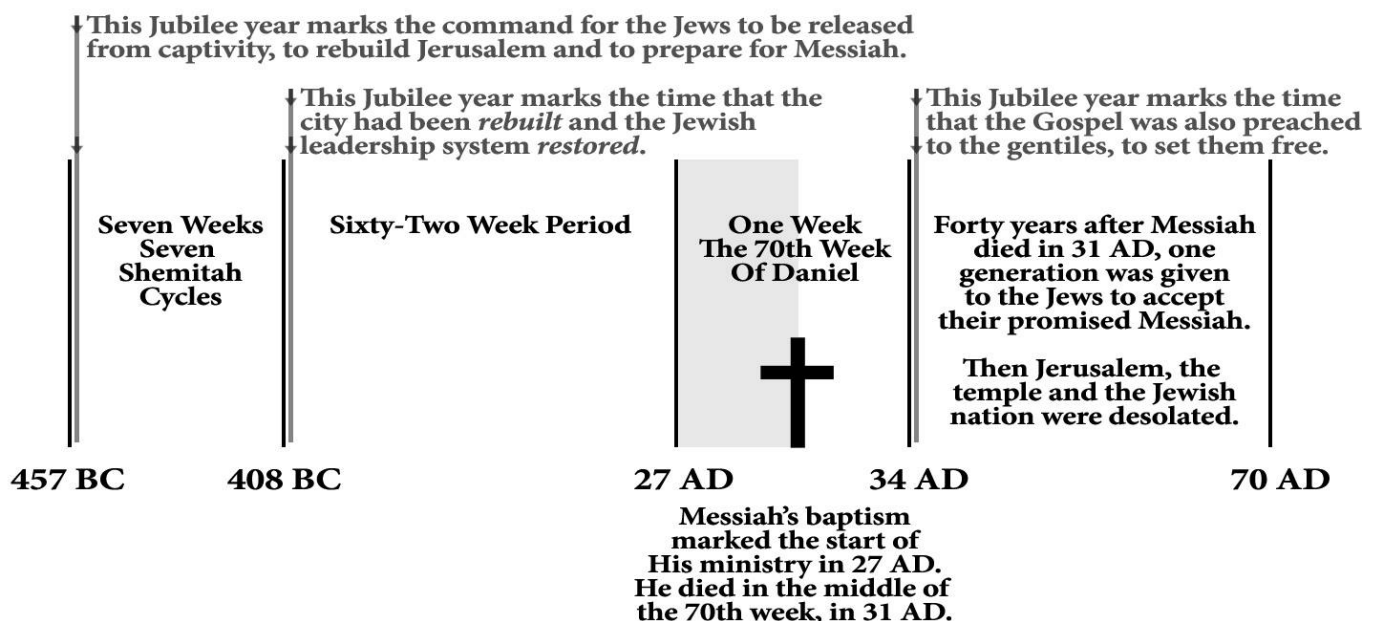 This Jubilee year marks the command for the Jews to be released
from captivity, to rebuild Jerusalem and to prepare for Messiah.
This Jubilee year marks the time that the
city had been rebuilt and the Jewish
leadership system restored.
This Jubilee year marks the time
that the Gospel was also preached
to the gentiles, to set them free.
Seven Weeks
Seven
Shemitah
Cycles
Sixty-Two Week Period
One Week
The 70th Week
Of Daniel
Forty years after Messiah
died in 31 AD, one
generation was given
to the Jews to accept
their promised Messiah.
Then Jerusalem, the
temple and the Jewish
nation were desolated.
457 BC
408 BC
27 AD
34 AD
70 AD
Messiah's baptism
marked the start of
His ministry in 27 AD.
He died in the middle of
the 70th week, in 31 AD.